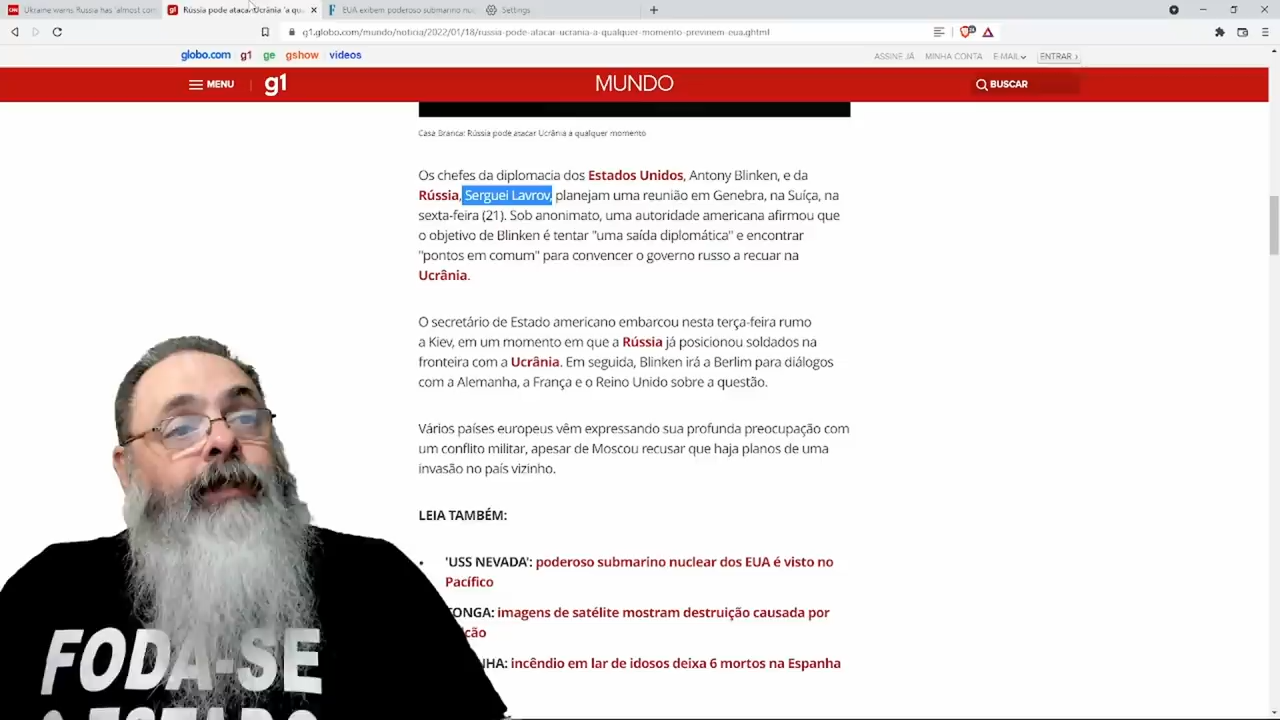 Ukraine warns Russia has 'almost com
Rússia pode atacar Ucrânia 'a qu
EUA exibem poderoso submarino nuc
Settings
g1.globo.com/mundo/noticia/2022/01/18/russia-pode-atacar-ucrania-a-qualquer-momento-previnem-eua.ghtml
globo.com g1 ge gshow videos
ASSINE JÁ MINHA CONTA E-MAIL ENTRAR
MENU g1 MUNDO BUSCAR
Casa Branca: Rússia pode atacar Ucrânia a qualquer momento
Os chefes da diplomacia dos Estados Unidos, Antony Blinken, e da
Rússia, Serguei Lavrov, planejam uma reunião em Genebra, na Suíça, na
sexta-feira (21). Sob anonimato, uma autoridade americana afirmou que
o objetivo de Blinken é tentar "uma saída diplomática" e encontrar
"pontos em comum" para convencer o governo russo a recuar na
Ucrânia.
O secretário de Estado americano embarcou nesta terça-feira rumo
a Kiev, em um momento em que a Rússia já posicionou soldados na
fronteira com a Ucrânia. Em seguida, Blinken irá a Berlim para diálogos
com a Alemanha, a França e o Reino Unido sobre a questão.
Vários países europeus vêm expressando sua profunda preocupação com
um conflito militar, apesar de Moscou recusar que haja planos de uma
invasão no país vizinho.
LEIA TAMBÉM:
'USS NEVADA': poderoso submarino nuclear dos EUA é visto no
Pacífico
TONGA: imagens de satélite mostram destruição causada por
incêndio em lar de idosos deixa 6 mortos na Espanha
FODA-SE
O ESTADO